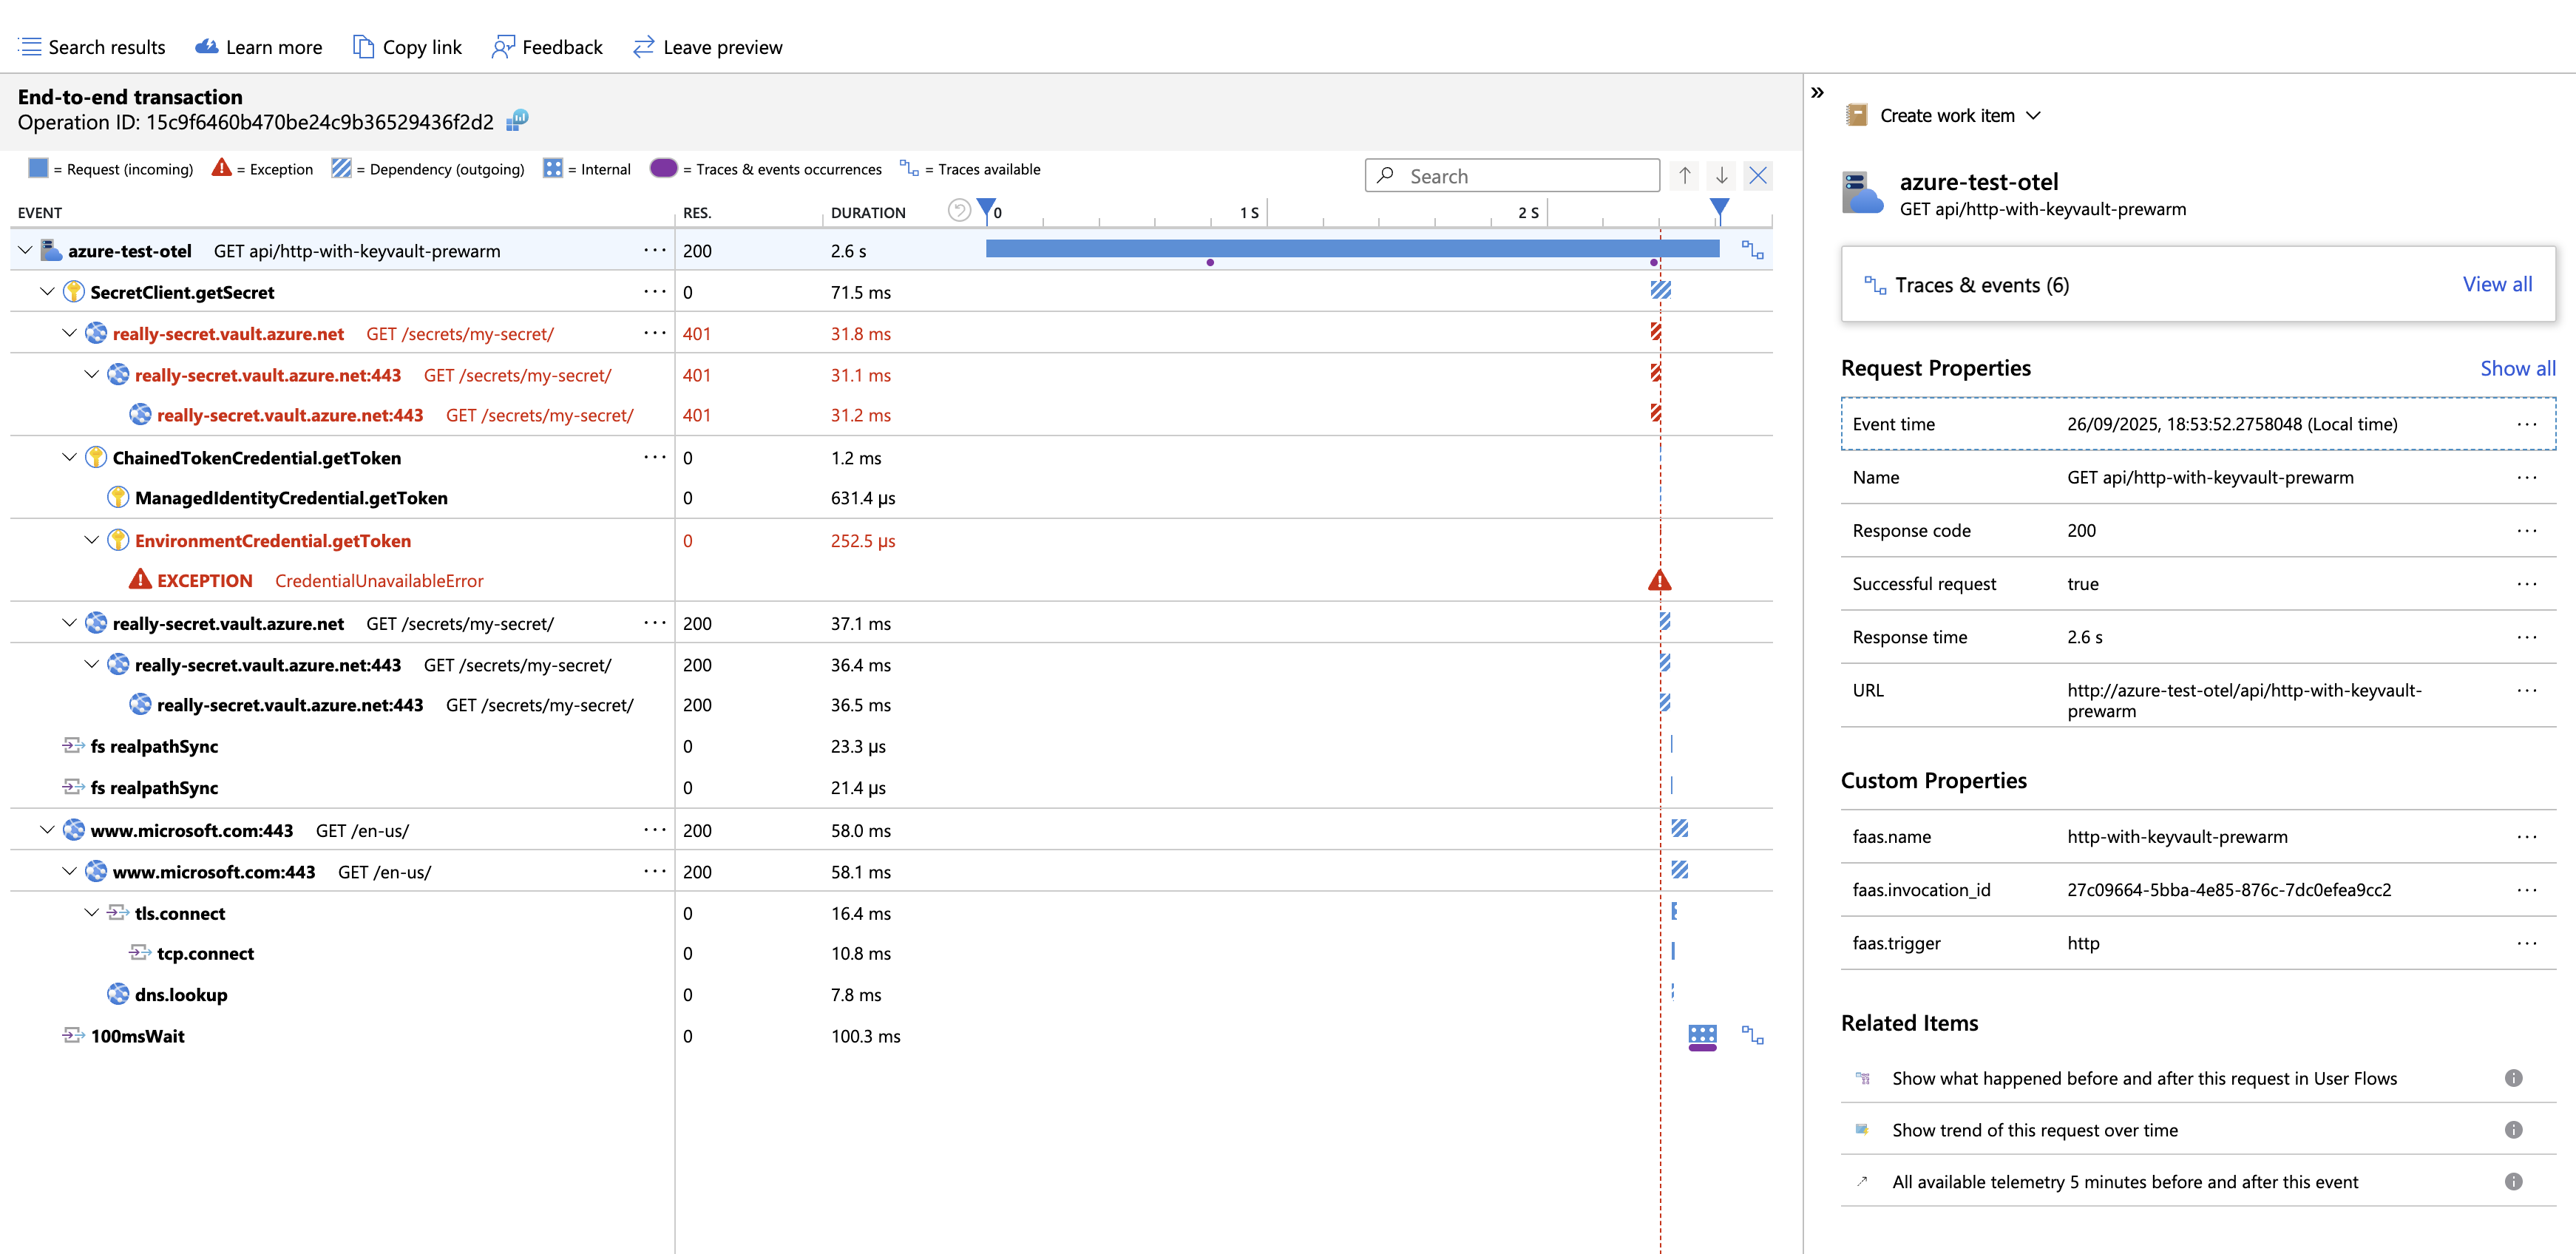 Search results Learn more Copy link Feedback Leave preview
End-to-end transaction
Operation ID: 15c9f6460b470be24c9b36529436f2d2
= Request (incoming) = Exception = Dependency (outgoing) = Internal = Traces & events occurrences = Traces available Search
EVENT RES. DURATION 0 1 S 2 S
azure-test-otel GET api/http-with-keyvault-prewarm ··· 200 2.6 s
SecretClient.getSecret ··· 0 71.5 ms
really-secret.vault.azure.net GET /secrets/my-secret/ ··· 401 31.8 ms
really-secret.vault.azure.net:443 GET /secrets/my-secret/ 401 31.1 ms
really-secret.vault.azure.net:443 GET /secrets/my-secret/ 401 31.2 ms
ChainedTokenCredential.getToken ··· 0 1.2 ms
ManagedIdentityCredential.getToken 0 631.4 µs
EnvironmentCredential.getToken 0 252.5 µs
EXCEPTION CredentialUnavailableError
really-secret.vault.azure.net GET /secrets/my-secret/ ··· 200 37.1 ms
really-secret.vault.azure.net:443 GET /secrets/my-secret/ 200 36.4 ms
really-secret.vault.azure.net:443 GET /secrets/my-secret/ 200 36.5 ms
fs realpathSync 0 23.3 µs
fs realpathSync 0 21.4 µs
www.microsoft.com:443 GET /en-us/ ··· 200 58.0 ms
www.microsoft.com:443 GET /en-us/ ··· 200 58.1 ms
tls.connect 0 16.4 ms
tcp.connect 0 10.8 ms
dns.lookup 0 7.8 ms
100msWait 0 100.3 ms
Create work item
azure-test-otel
GET api/http-with-keyvault-prewarm
Traces & events (6) View all
Request Properties Show all
Event time 26/09/2025, 18:53:52.2758048 (Local time) ···
Name GET api/http-with-keyvault-prewarm ···
Response code 200 ···
Successful request true ···
Response time 2.6 s ···
URL http://azure-test-otel/api/http-with-keyvault- ···
prewarm
Custom Properties
faas.name http-with-keyvault-prewarm ···
faas.invocation_id 27c09664-5bba-4e85-876c-7dc0efea9cc2 ···
faas.trigger http ···
Related Items
Show what happened before and after this request in User Flows
Show trend of this request over time
All available telemetry 5 minutes before and after this event